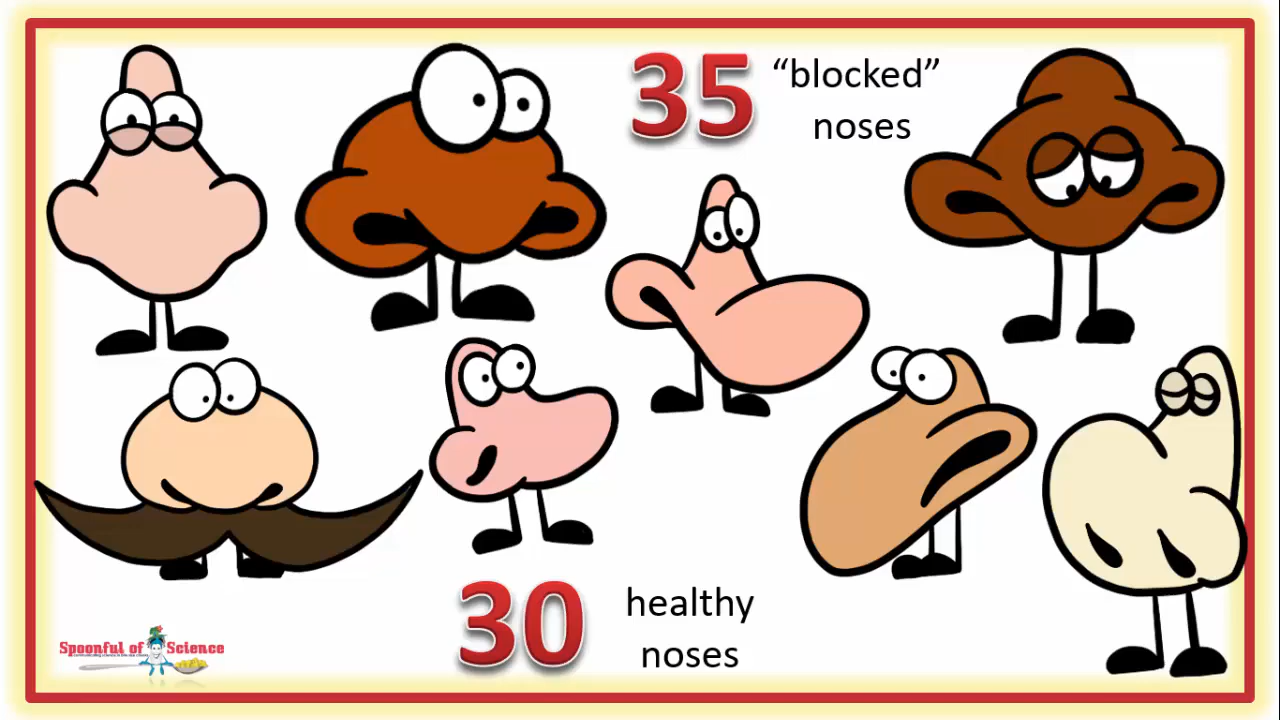 35 “blocked”
noses
30 healthy
noses
Spoonful of Science